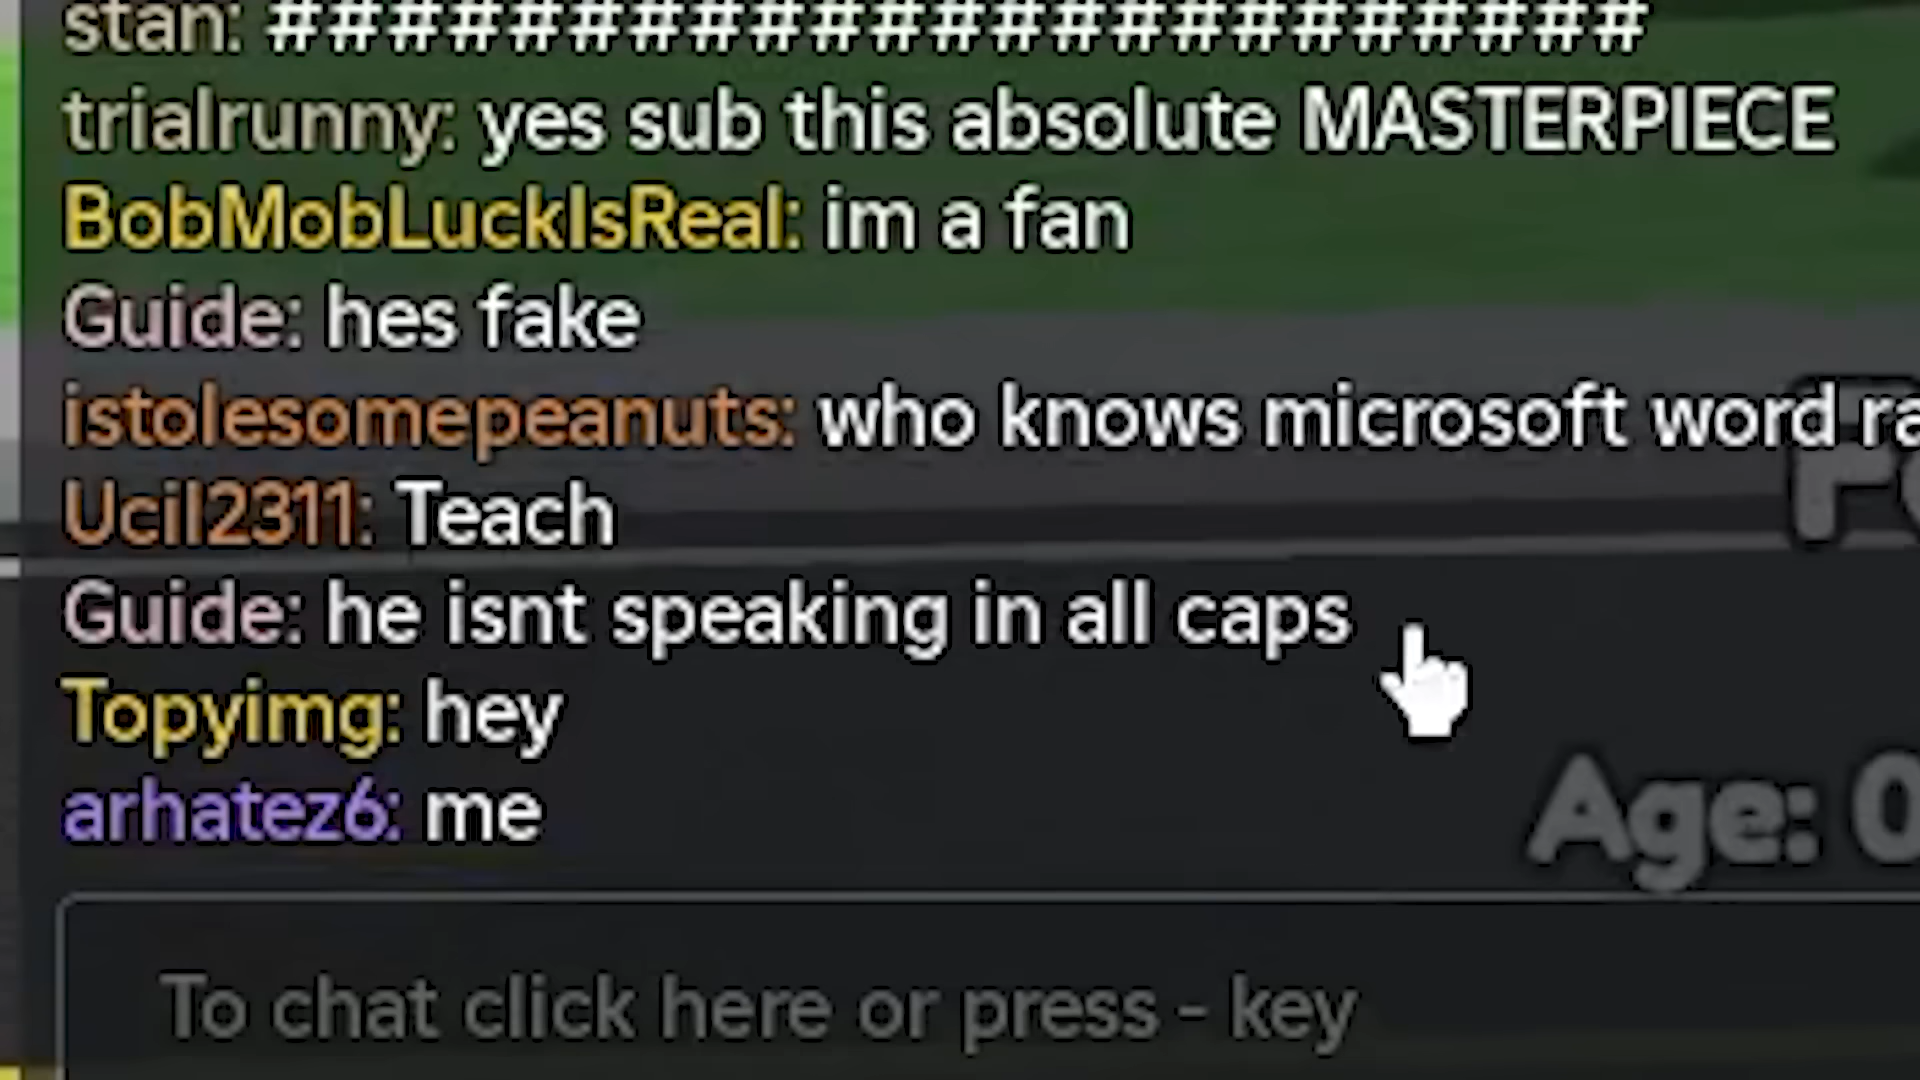 stan: #######################
trialrunny: yes sub this absolute MASTERPIECE
BobMobLuckIsReal: im a fan
Guide: hes fake
istolesomepeanuts: who knows microsoft word ra
Ucil2311: Teach
Guide: he isnt speaking in all caps
Topyimg: hey
arhatez6: me
Age: 0
To chat click here or press - key